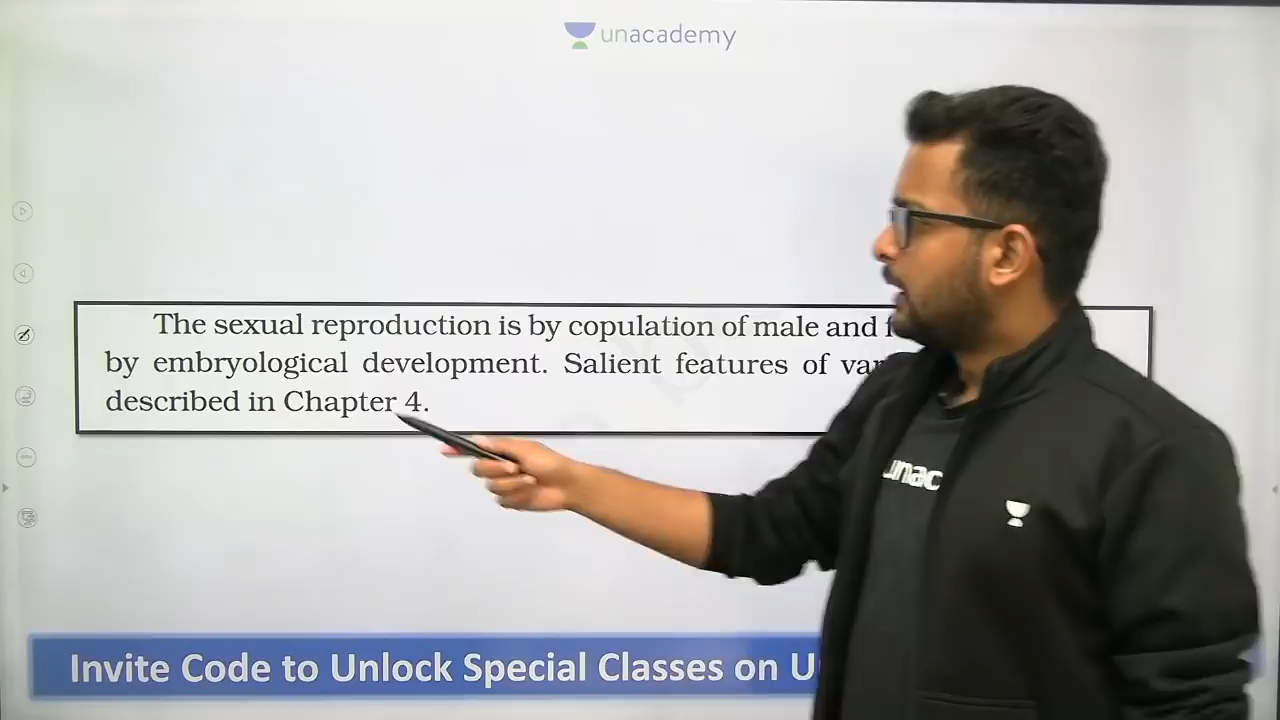 unacademy
The sexual reproduction is by copulation of male and
by embryological development. Salient features of
described in Chapter 4.
unac
Invite Code to Unlock Special Classes on